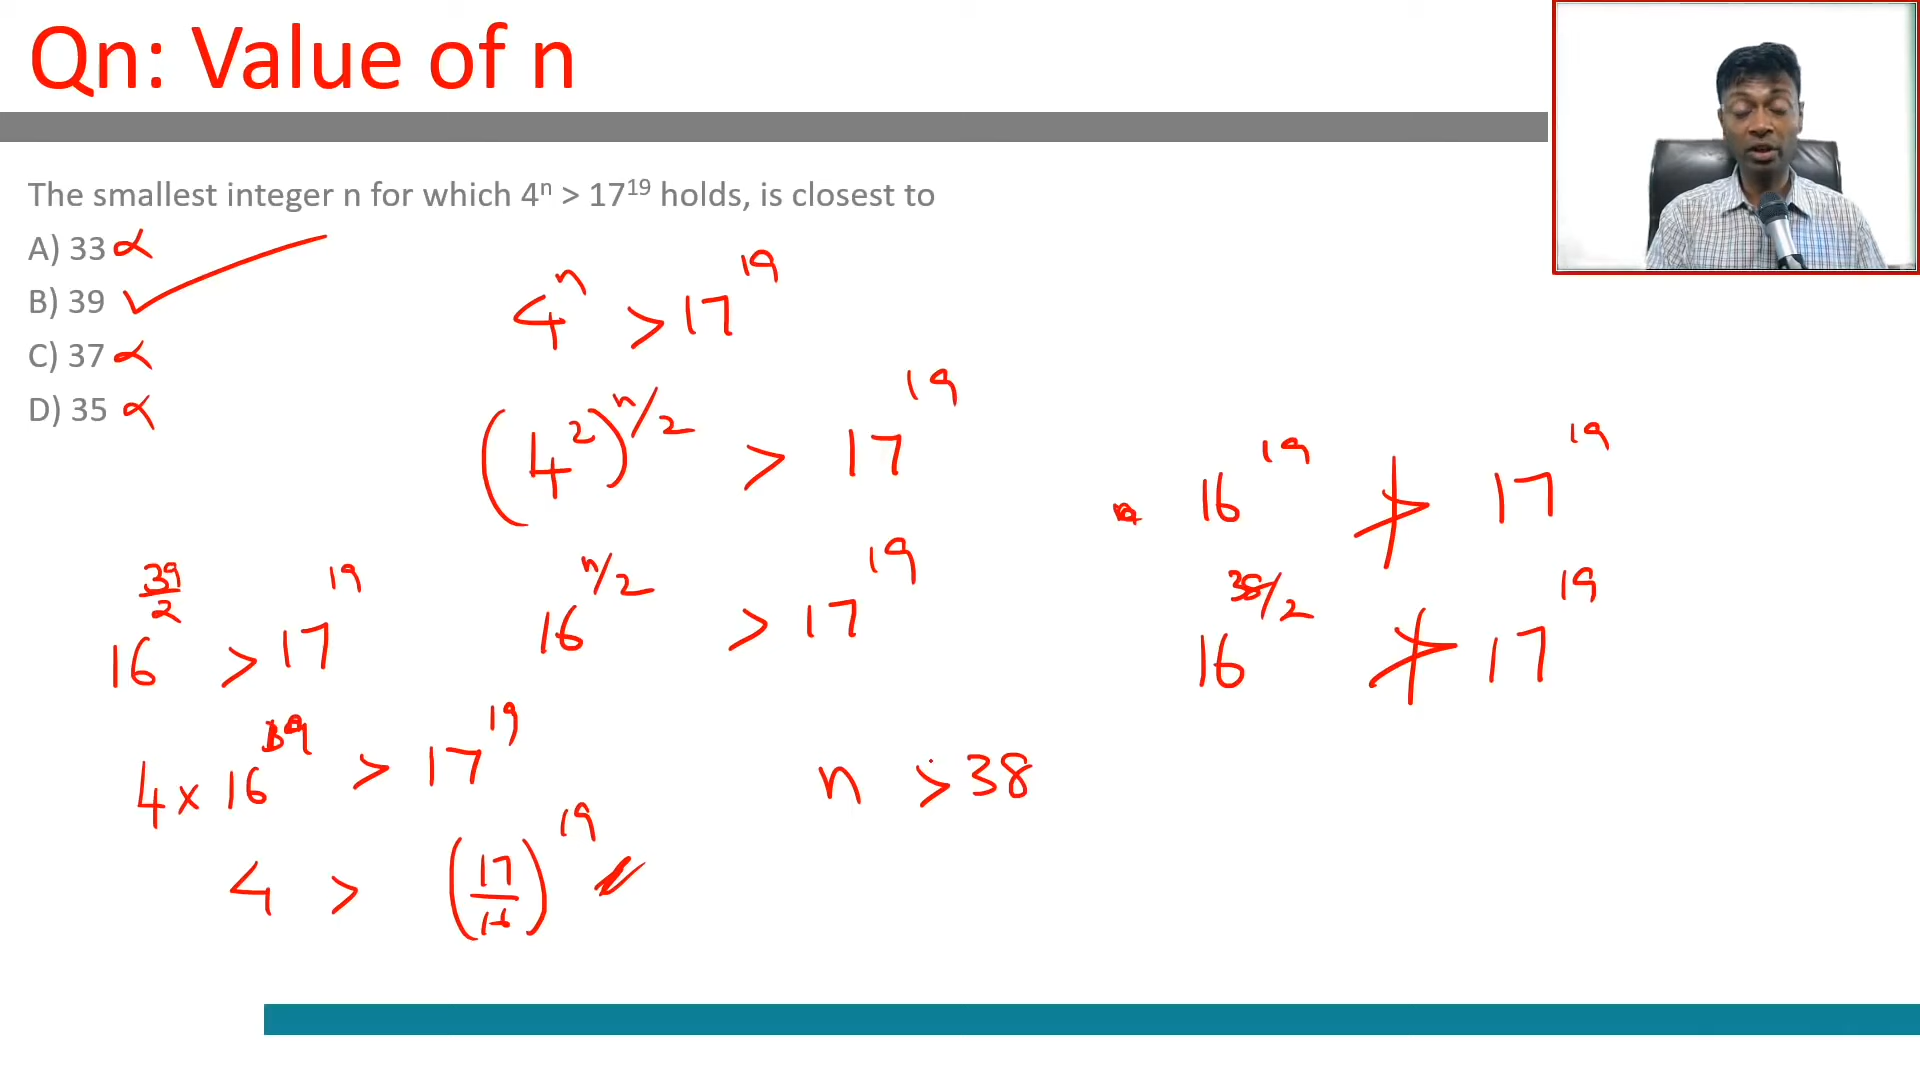 Qn: Value of n
The smallest integer n for which 4ⁿ > 17¹⁹ holds, is closest to
A) 33
B) 39
C) 37
D) 35
4ⁿ > 17¹⁹
(4²)^(n/2) > 17¹⁹
16^(n/2) > 17¹⁹
n > 38
16^(39/2) > 17¹⁹
4 × 16¹⁹ > 17¹⁹
4 > (17/16)¹⁹
16¹⁹ ≯ 17¹⁹
16^(38/2) ≯ 17¹⁹